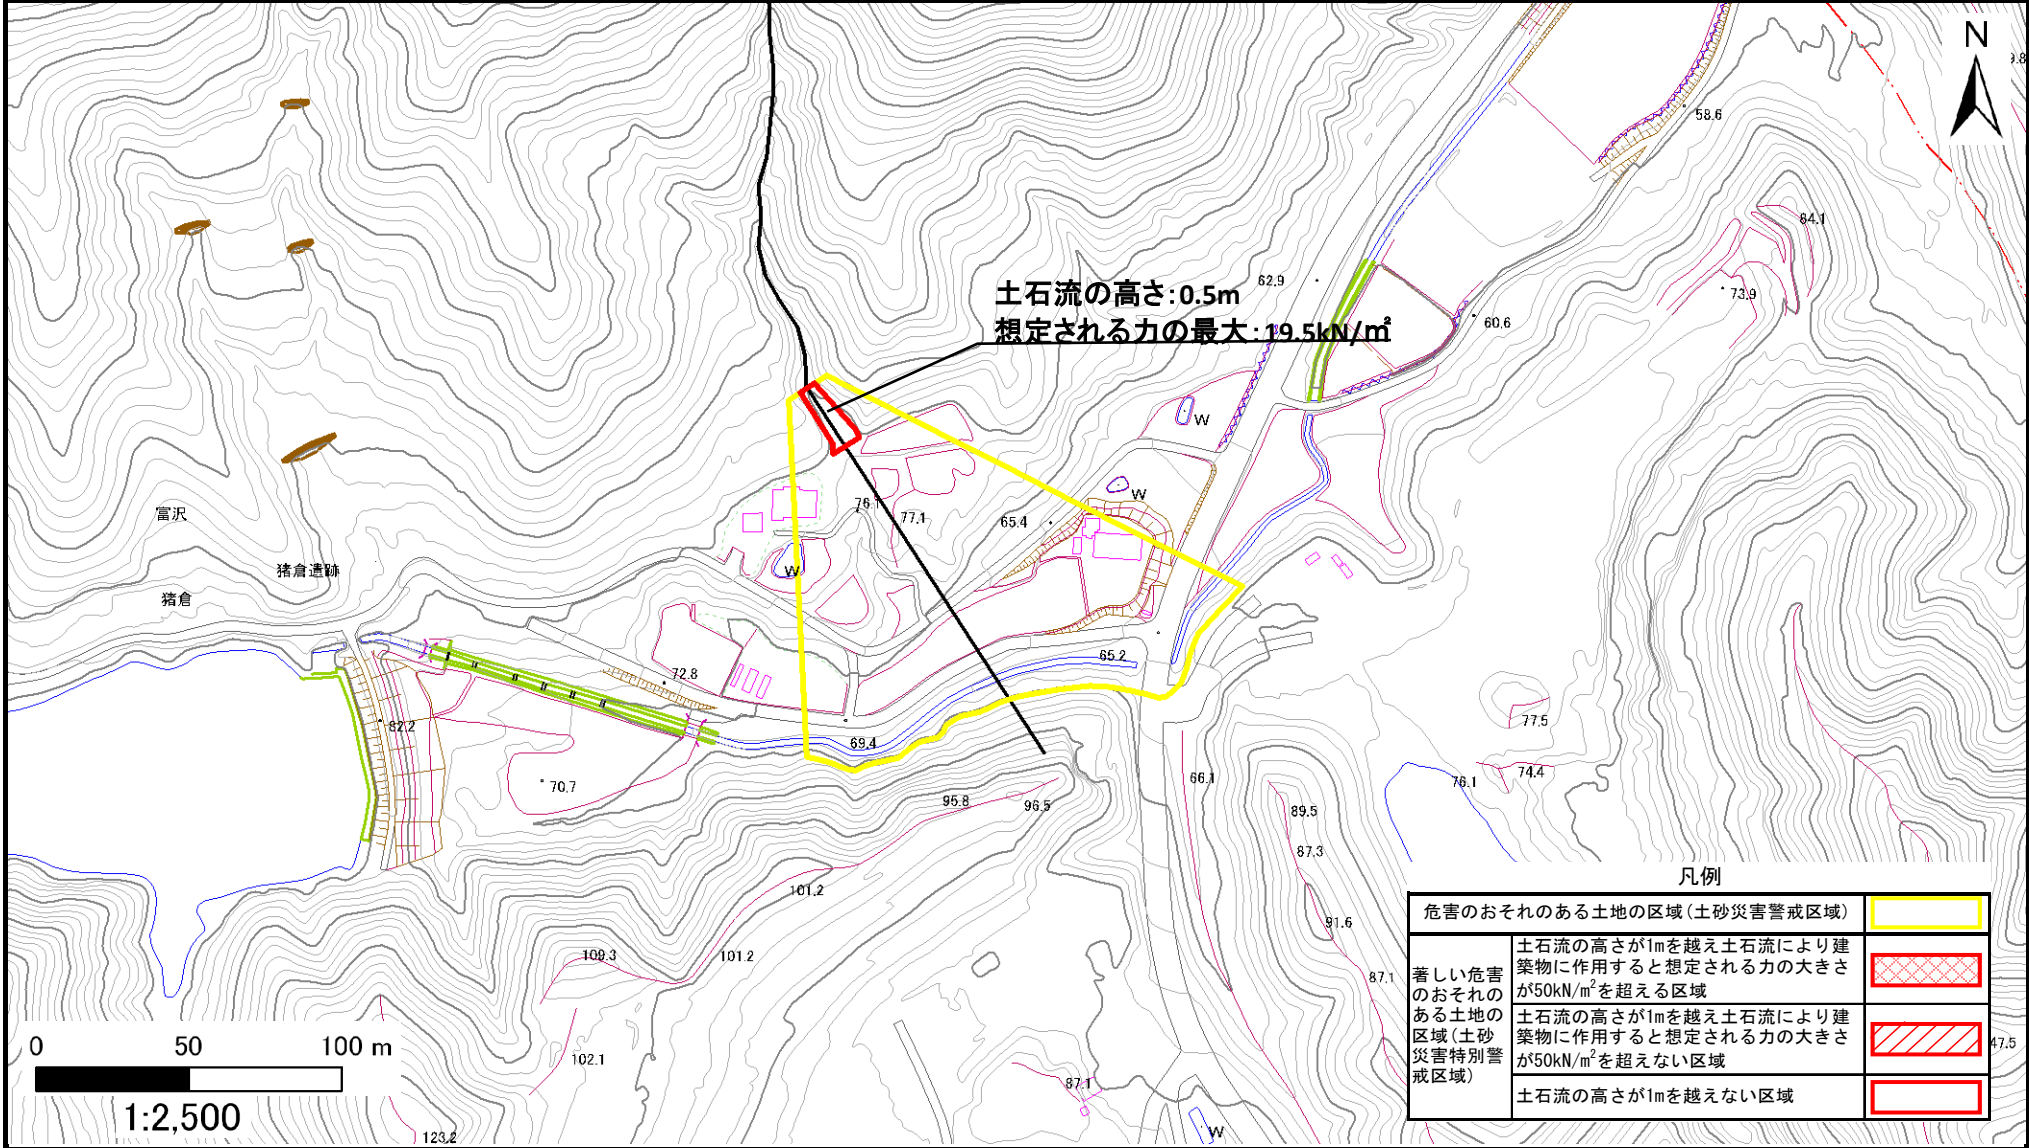 N
9.8
58.6
84.1
62.9
73.9
土石流の高さ:0.5m
想定される力の最大:19.5kN/㎡
60.6
W
W
76.1
77.1
65.4
富沢
猪倉遺跡
W
猪倉
65.2
72.8
82.2
77.5
69.4
70.7
66.1
76.1
74.4
95.8
96.5
89.5
87.3
101.2
91.6
109.3
101.2
87.1
102.1
87.1
47.5
W
123.2
0 50 100 m
1:2,500
凡例
危害のおそれのある土地の区域(土砂災害警戒区域)
著しい危害
のおそれの
ある土地の
区域(土砂
災害特別警
戒区域)
土石流の高さが1mを越え土石流により建
築物に作用すると想定される力の大きさ
が50kN/m²を超える区域
土石流の高さが1mを越え土石流により建
築物に作用すると想定される力の大きさ
が50kN/m²を超えない区域
土石流の高さが1mを越えない区域